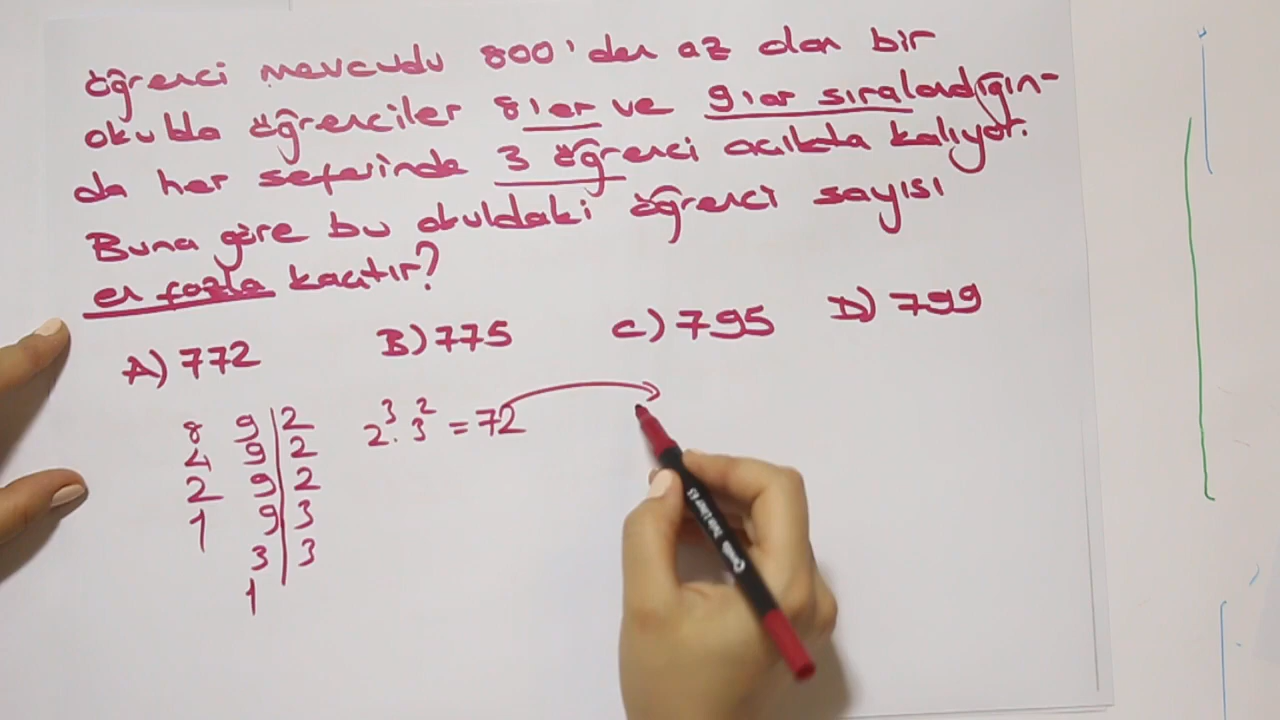 öğrenci mevcudu 800'den az olan bir
okulda öğrenciler 8'er ve 9'ar sıralandığın-
da her seferinde 3 öğrenci açıkta kalıyor.
Buna göre bu okuldaki öğrenci sayısı
en fazla kaçtır?
A) 772 B) 775 C) 795 D) 799
8 9 2 2³.3² = 72
4 9 2
2 9 2
1 9 3
3 3
1